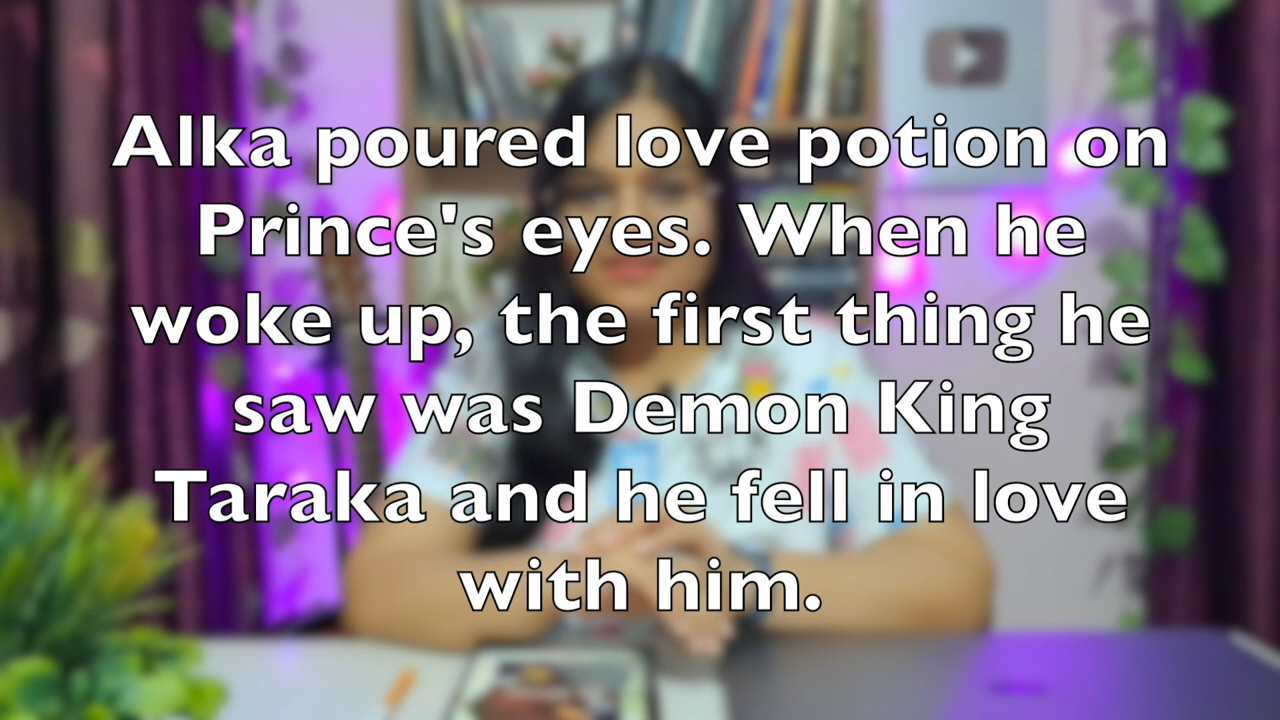 Alka poured love potion on
Prince's eyes. When he
woke up, the first thing he
saw was Demon King
Taraka and he fell in love
with him.